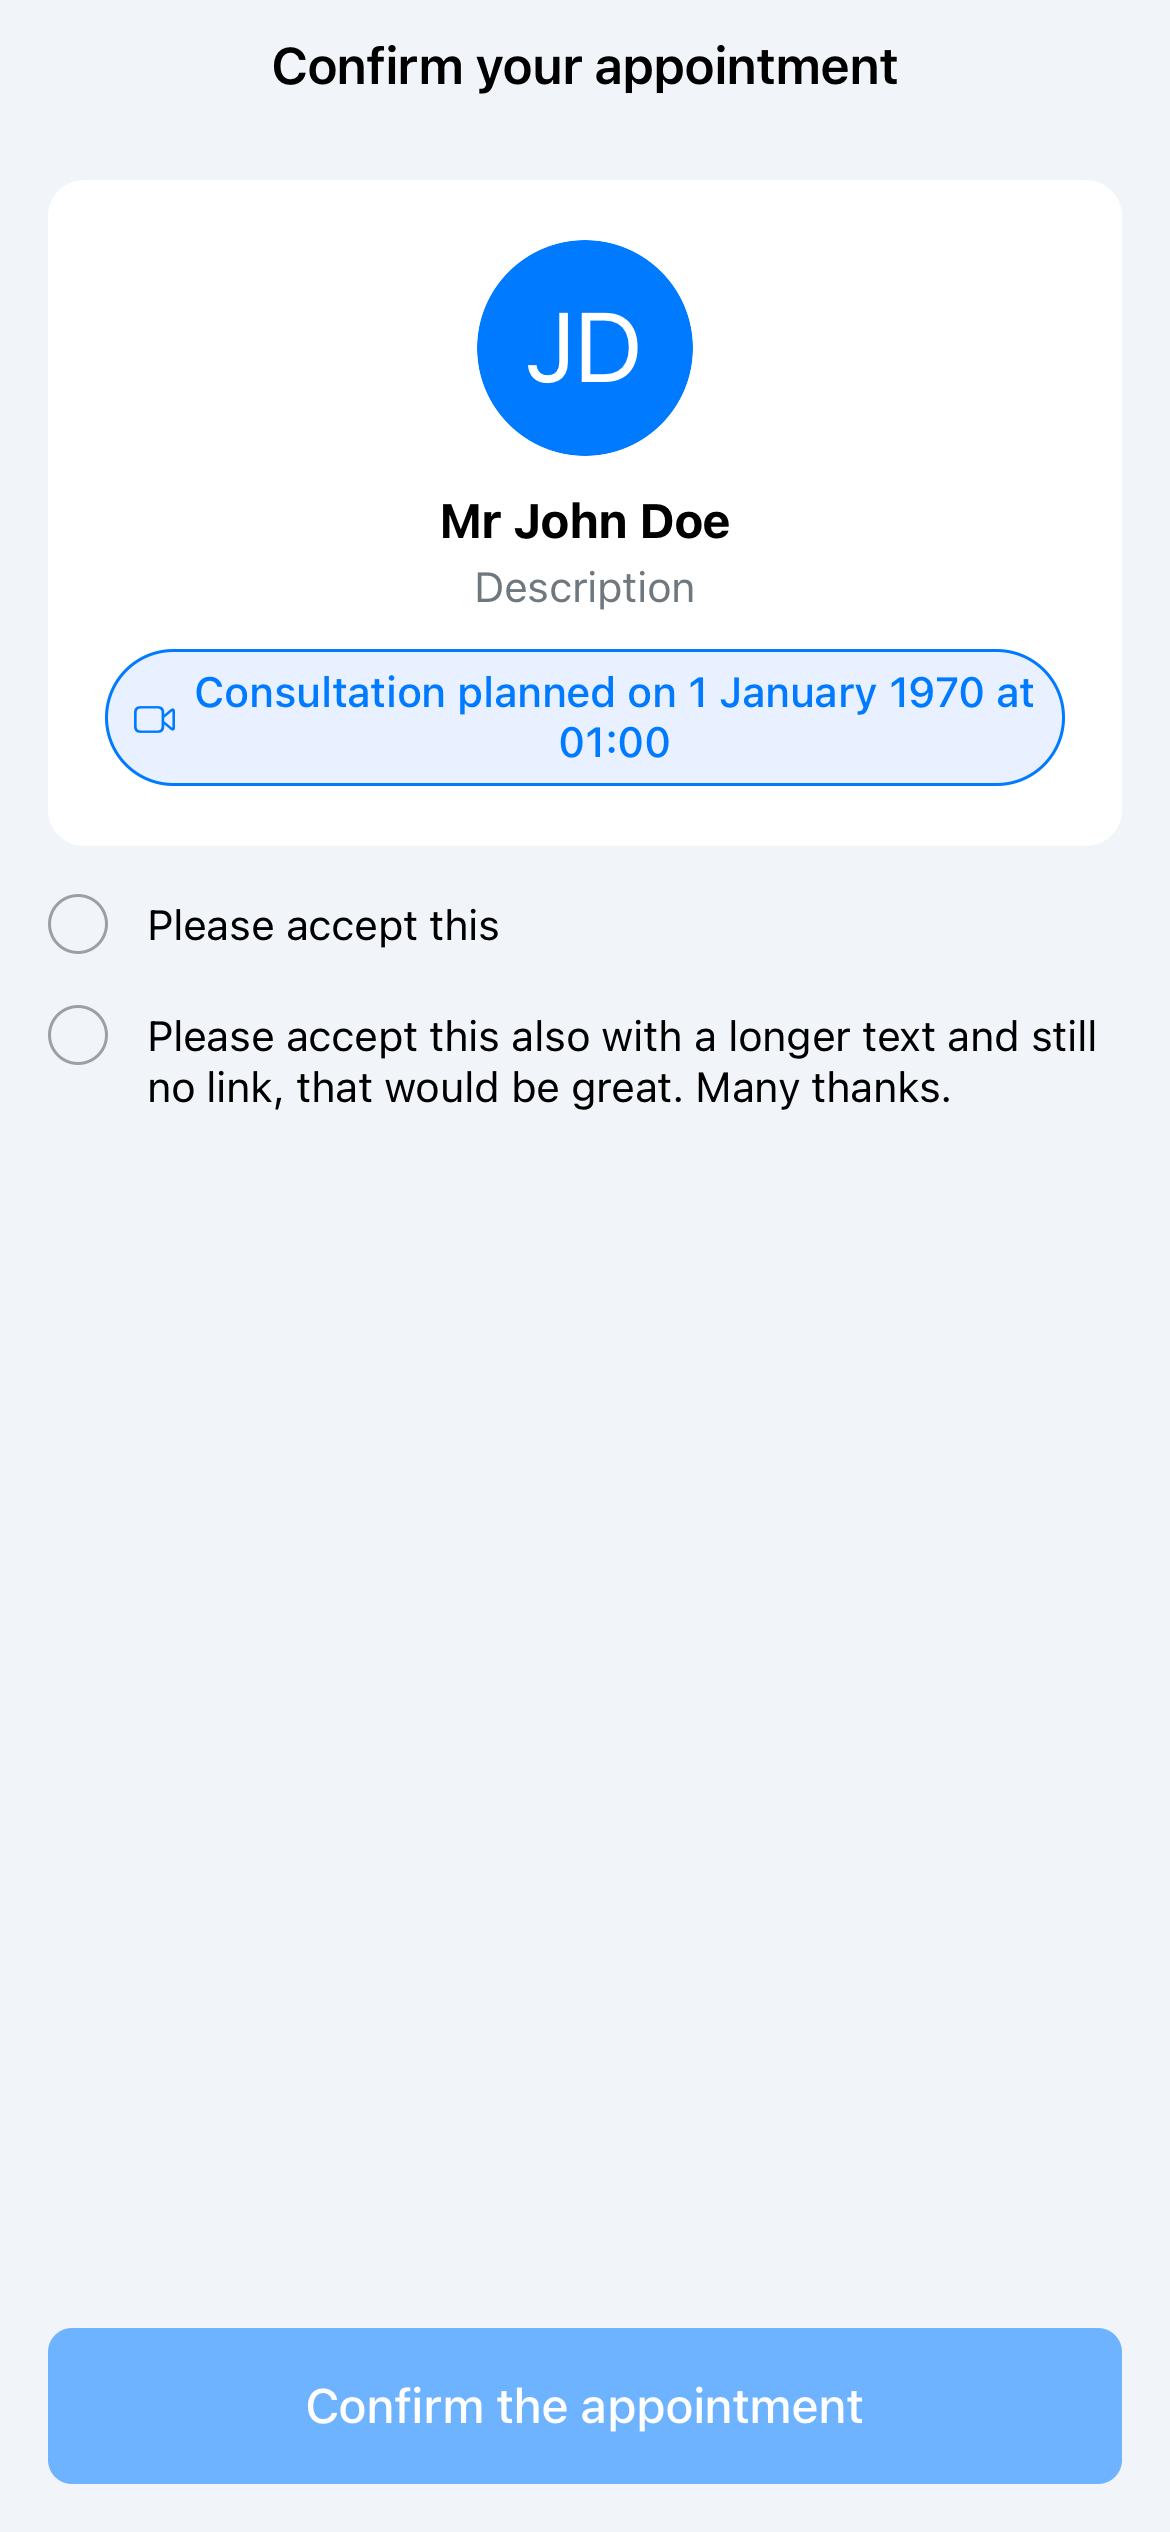 Confirm your appointment
JD
Mr John Doe
Description
Consultation planned on 1 January 1970 at
01:00
Please accept this
Please accept this also with a longer text and still
no link, that would be great. Many thanks.
Confirm the appointment